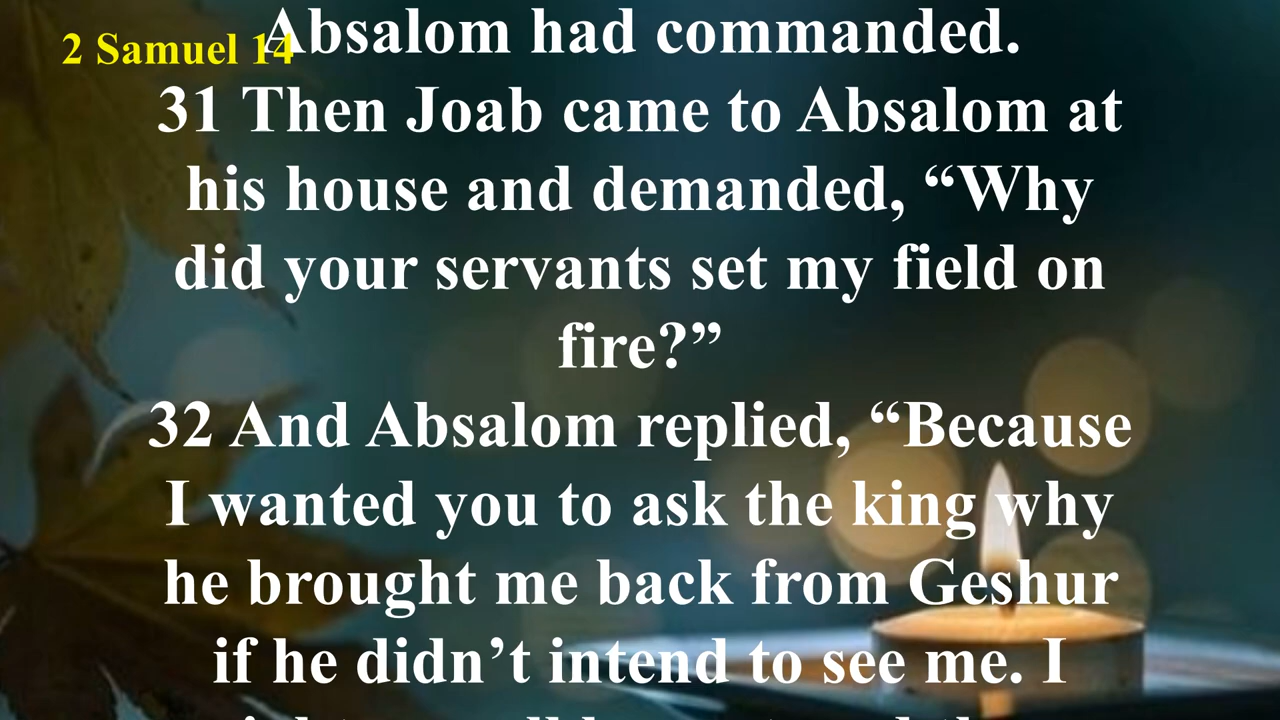 2 Samuel 14
Absalom had commanded.
31 Then Joab came to Absalom at
his house and demanded, “Why
did your servants set my field on
fire?”
32 And Absalom replied, “Because
I wanted you to ask the king why
he brought me back from Geshur
if he didn’t intend to see me. I